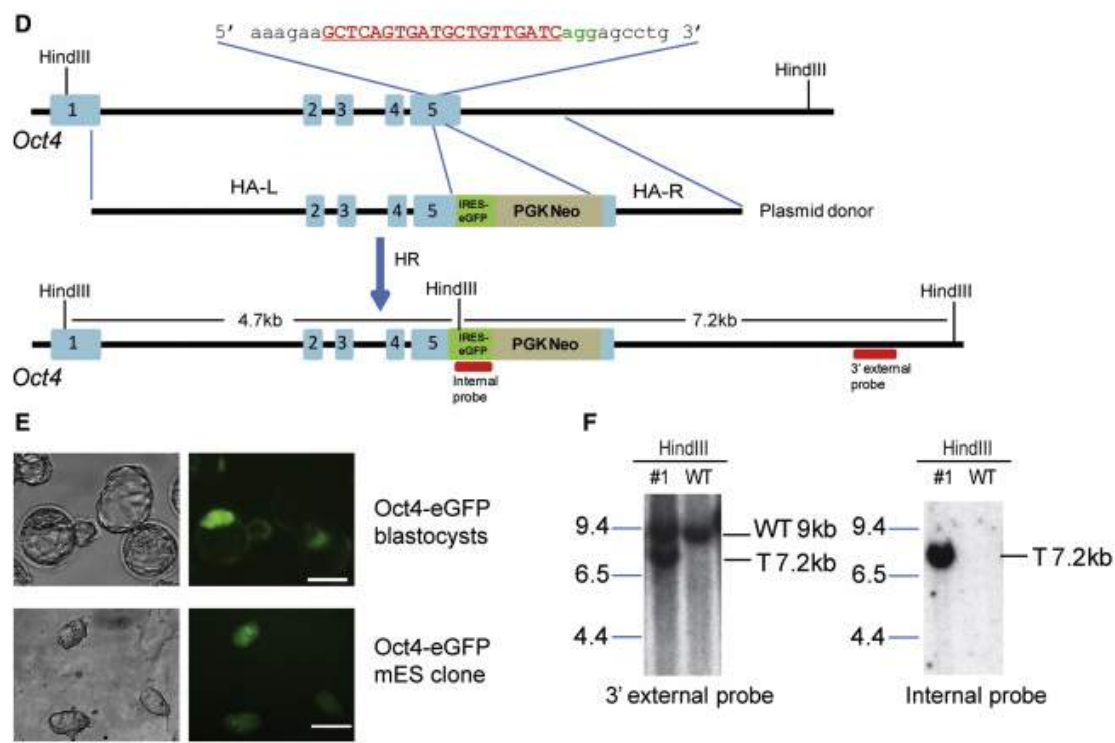 D
5' aaagaaGCTCAGTGATGCTGTTGATCaggagcctg 3'
HindIII
HindIII
1 2 3 4 5
Oct4
HA-L
HA-R
2 3 4 5 IRES-eGFP PGKNeo
Plasmid donor
HR
HindIII
HindIII
HindIII
4.7kb
7.2kb
1 2 3 4 5 IRES-eGFP PGKNeo
Oct4
Internal probe
3' external probe
E
Oct4-eGFP
blastocysts
Oct4-eGFP
mES clone
F
HindIII
#1 WT
9.4
WT 9kb
T 7.2kb
6.5
4.4
3' external probe
HindIII
#1 WT
9.4
T 7.2kb
6.5
4.4
Internal probe